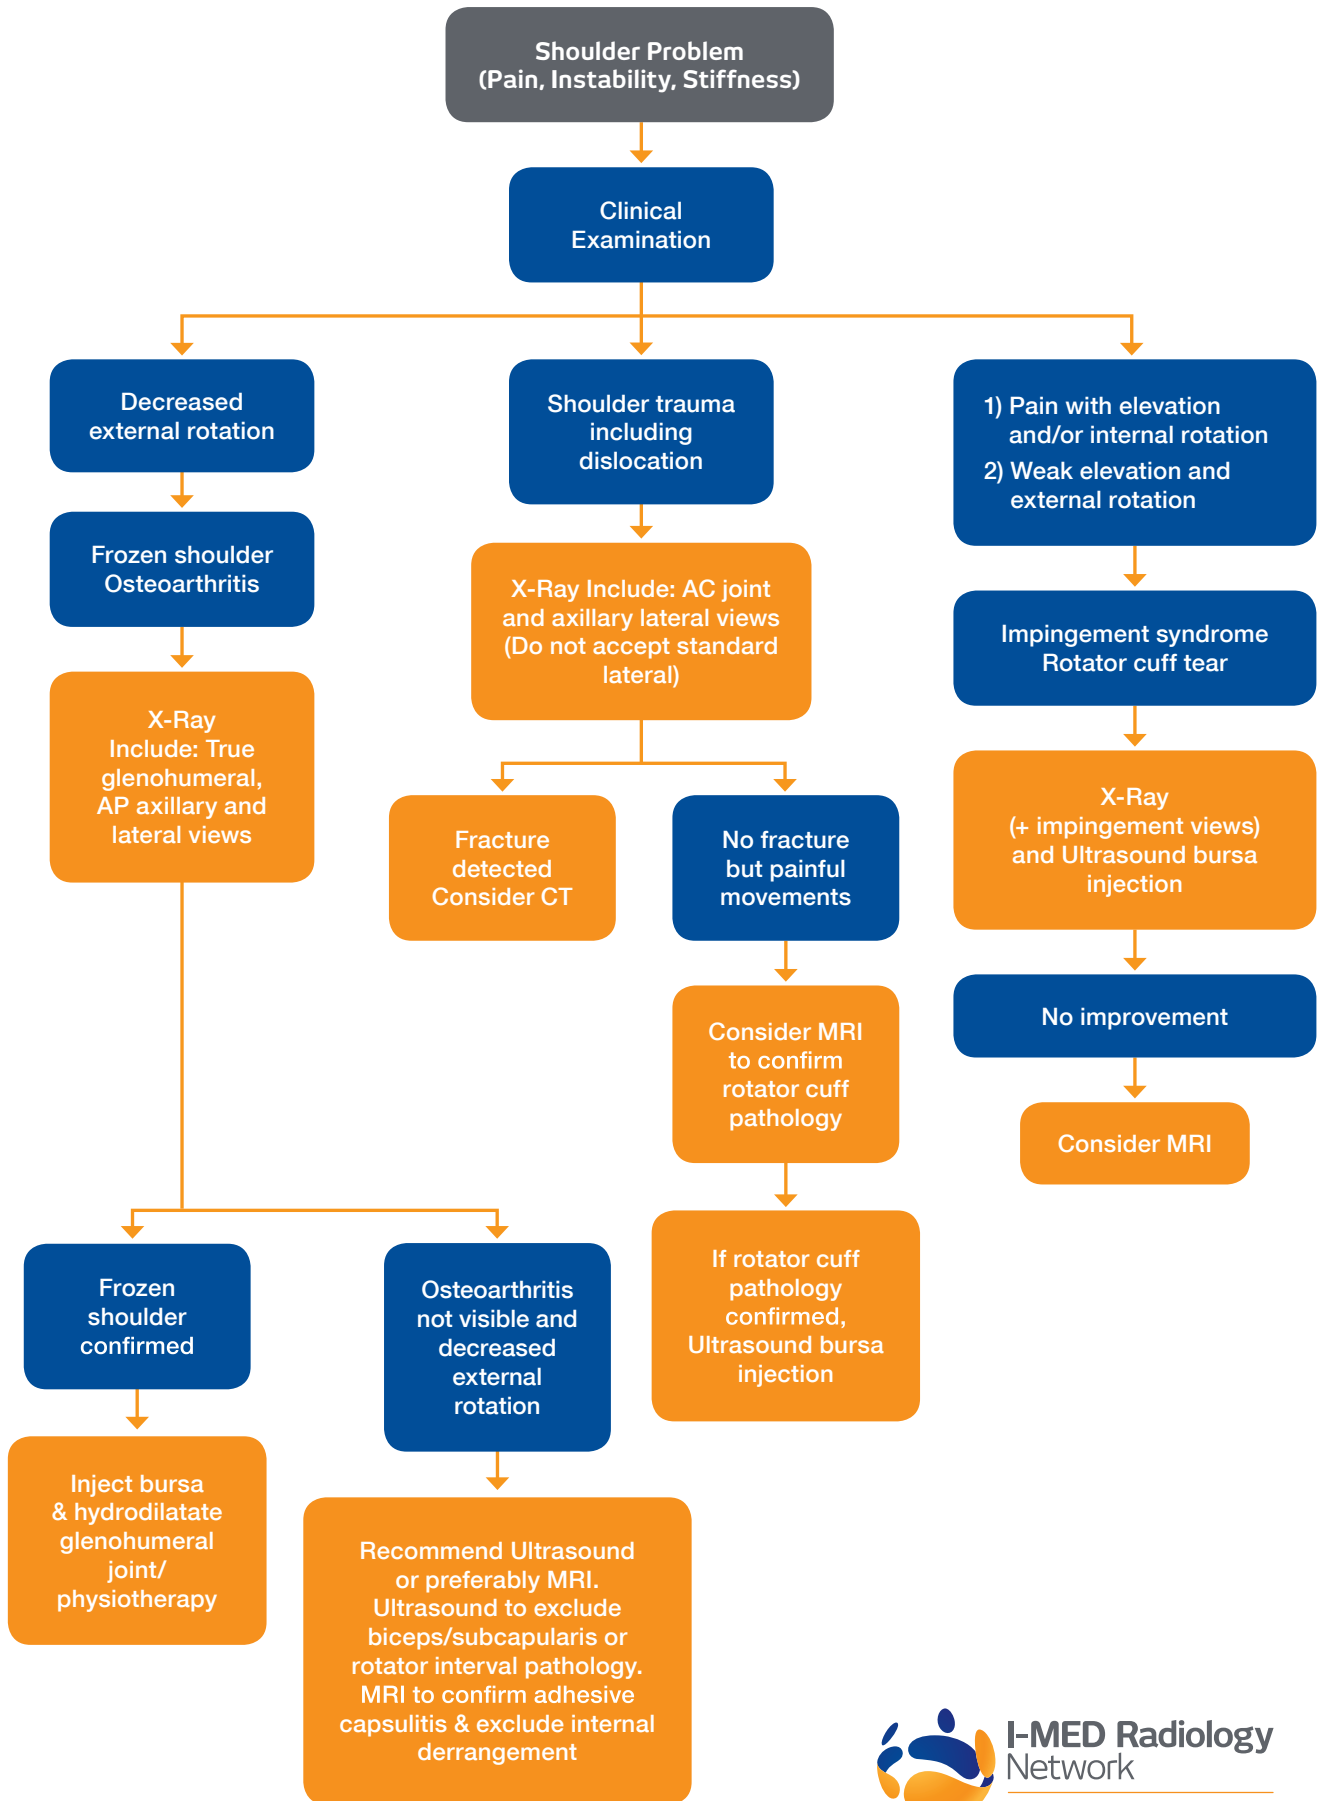 Shoulder Problem
(Pain, Instability, Stiffness)
Clinical
Examination
Decreased
external rotation
Frozen shoulder
Osteoarthritis
X-Ray
Include: True
glenohumeral,
AP axillary and
lateral views
Shoulder trauma
including
dislocation
X-Ray Include: AC joint
and axillary lateral views
(Do not accept standard
lateral)
Fracture
detected
Consider CT
No fracture
but painful
movements
Consider MRI
to confirm
rotator cuff
pathology
If rotator cuff
pathology
confirmed,
Ultrasound bursa
injection
1) Pain with elevation
and/or internal rotation
2) Weak elevation and
external rotation
Impingement syndrome
Rotator cuff tear
X-Ray
(+ impingement views)
and Ultrasound bursa
injection
No improvement
Consider MRI
Frozen
shoulder
confirmed
Inject bursa
& hydrodilatate
glenohumeral
joint/
physiotherapy
Osteoarthritis
not visible and
decreased
external
rotation
Recommend Ultrasound
or preferably MRI.
Ultrasound to exclude
biceps/subcapularis or
rotator interval pathology.
MRI to confirm adhesive
capsulitis & exclude internal
derrangement
I-MED Radiology
Network